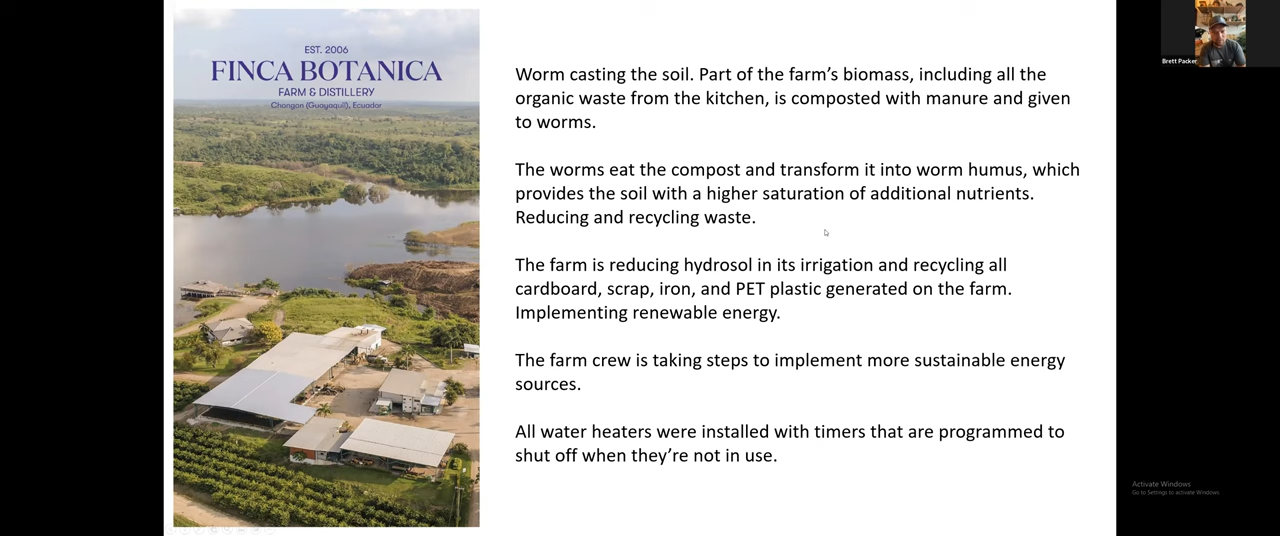 EST. 2006
FINCA BOTANICA
FARM & DISTILLERY
Chongon (Guayaquil), Ecuador
Worm casting the soil. Part of the farm’s biomass, including all the
organic waste from the kitchen, is composted with manure and given
to worms.
The worms eat the compost and transform it into worm humus, which
provides the soil with a higher saturation of additional nutrients.
Reducing and recycling waste.
The farm is reducing hydrosol in its irrigation and recycling all
cardboard, scrap, iron, and PET plastic generated on the farm.
Implementing renewable energy.
The farm crew is taking steps to implement more sustainable energy
sources.
All water heaters were installed with timers that are programmed to
shut off when they’re not in use.
Brett Packer
Activate Windows
Go to Settings to activate Windows.